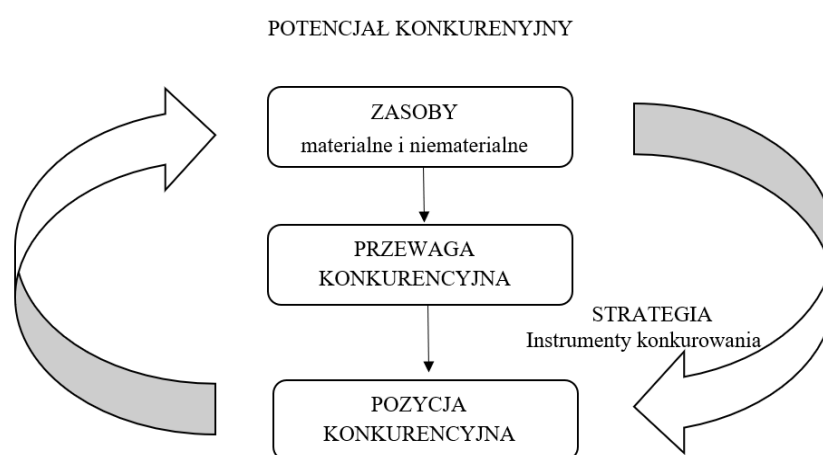 POTENCJAŁ KONKURENYJNY
ZASOBY
materialne i niematerialne
PRZEWAGA
KONKURENCYJNA
STRATEGIA
Instrumenty konkurowania
POZYCJA
KONKURENCYJNA